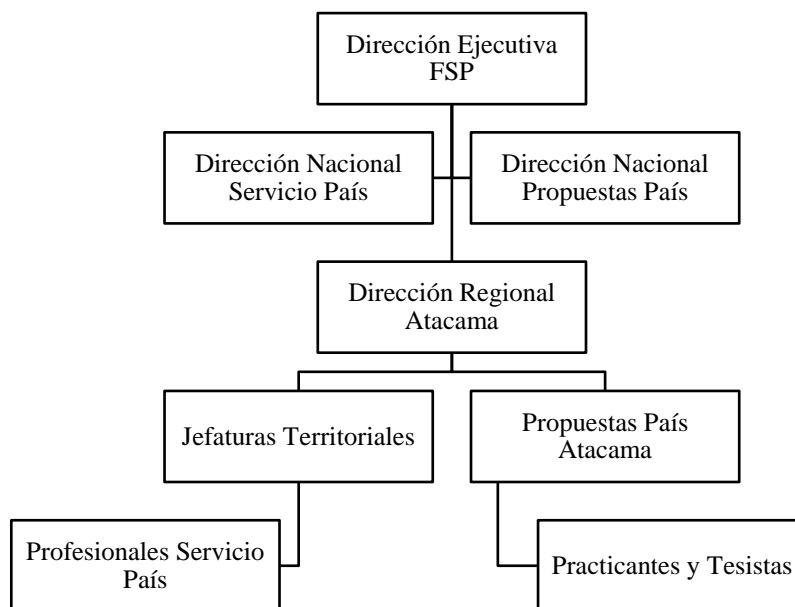 Dirección Ejecutiva
FSP
Dirección Nacional
Servicio País
Dirección Nacional
Propuestas País
Dirección Regional
Atacama
Jefaturas Territoriales
Propuestas País
Atacama
Profesionales Servicio
País
Practicantes y Tesistas